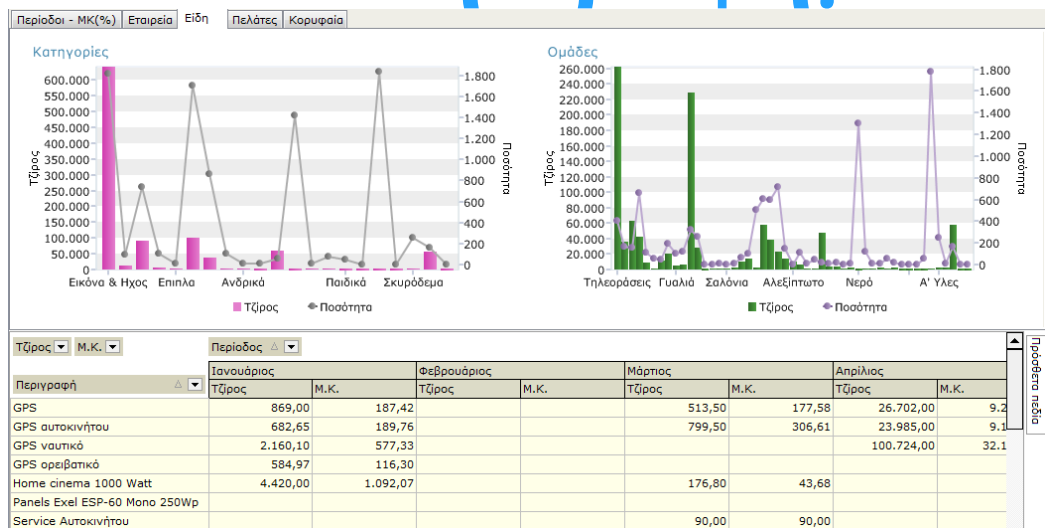 Περίοδοι - ΜΚ(%) Εταιρεία Είδη Πελάτες Κορυφαία
Κατηγορίες
600.000
550.000
500.000
450.000
400.000
350.000
300.000
250.000
200.000
150.000
100.000
50.000
0
Τζίρος
1.800
1.600
1.400
1.200
1.000
800
600
400
200
0
Ποσότητα
Εικόνα & Ηχος Επιπλα Ανδρικά Παιδικά Σκυρόδεμα
Τζίρος Ποσότητα
Ομάδες
260.000
240.000
220.000
200.000
180.000
160.000
140.000
120.000
100.000
80.000
60.000
40.000
20.000
0
Τζίρος
1.800
1.600
1.400
1.200
1.000
800
600
400
200
0
Ποσότητα
Τηλεοράσεις Γυαλιά Σαλόνια Αλεξίπτωτο Νερό Α' Υλες
Τζίρος Ποσότητα
Τζίρος Μ.Κ. Περίοδος
Πρόσθετα πεδία
Ιανουάριος Φεβρουάριος Μάρτιος Απρίλιος
Περιγραφή Τζίρος Μ.Κ. Τζίρος Μ.Κ. Τζίρος Μ.Κ. Τζίρος Μ.Κ.
GPS 869,00 187,42 513,50 177,58 26.702,00 9.2
GPS αυτοκινήτου 682,65 189,76 799,50 306,61 23.985,00 9.1
GPS ναυτικό 2.160,10 577,33 100.724,00 32.1
GPS ορειβατικό 584,97 116,30
Home cinema 1000 Watt 4.420,00 1.092,07 176,80 43,68
Panels Exel ESP-60 Mono 250Wp
Service Αυτοκινήτου 90,00 90,00